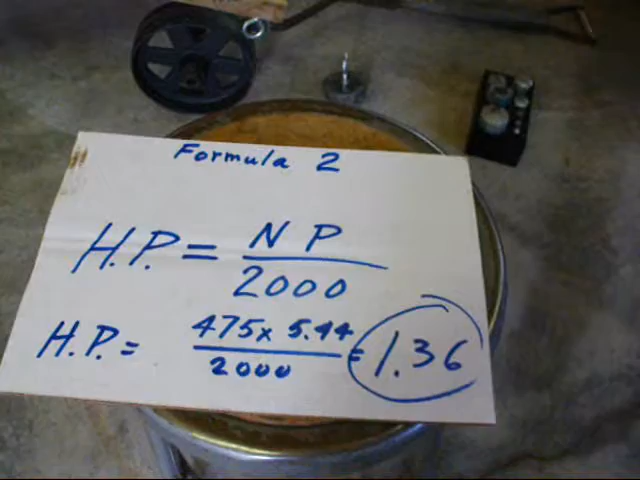 Formula 2
H.P. = N P / 2000
H.P. = 475 x 5.44 / 2000 = 1.36